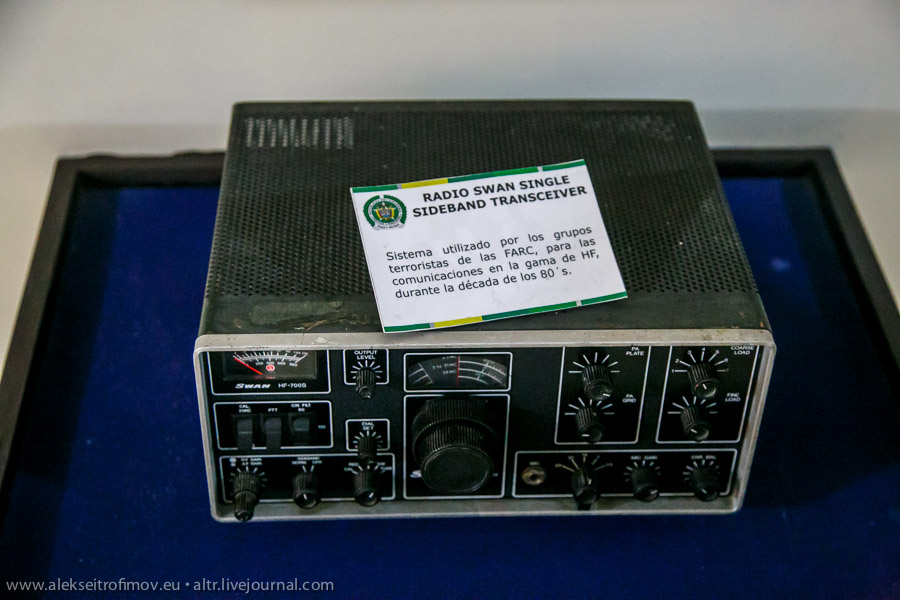 RADIO SWAN SINGLE
SIDEBAND TRANSCEIVER
Sistema utilizado por los grupos
terroristas de las FARC, para las
comunicaciones en la gama de HF,
durante la década de los 80´s.
OUTPUT
LEVEL
PA
PLATE
COARSE
LOAD
SWAN HF-700S
PA
GRID
FINE
LOAD
CAL
PTT
DIAL
SET
SIDEBAND
MIC
MIC GAIN
www.alekseitrofimov.eu • altr.livejournal.com